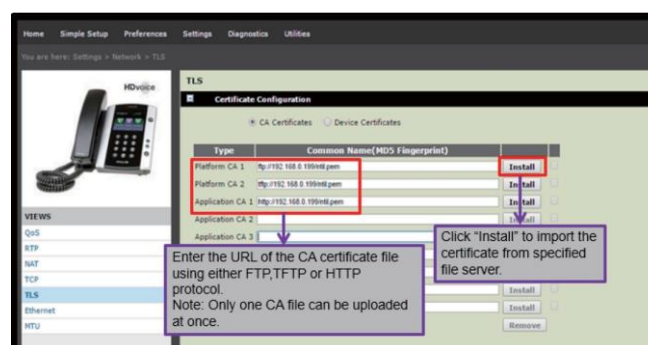 Home Simple Setup Preferences Settings Diagnostics Utilities
You are here: Settings > Network > TLS
HDvoice
TLS
Certificate Configuration
CA Certificates Device Certificates
Type Common Name(MD5 Fingerprint)
Platform CA 1 ftp://192.168.0.199/ntil.pem Install
Platform CA 2 tftp://192.168.0.199/ntil.pem Install
Application CA 1 http://192.168.0.199/ntil.pem Install
Application CA 2 Install
Application CA 3
VIEWS
QoS
RTP
NAT
TCP
TLS
Ethernet
MTU
Enter the URL of the CA certificate file
using either FTP,TFTP or HTTP
protocol.
Note: Only one CA file can be uploaded
at once.
Click “Install” to import the
certificate from specified
file server.
Install
Install
Remove